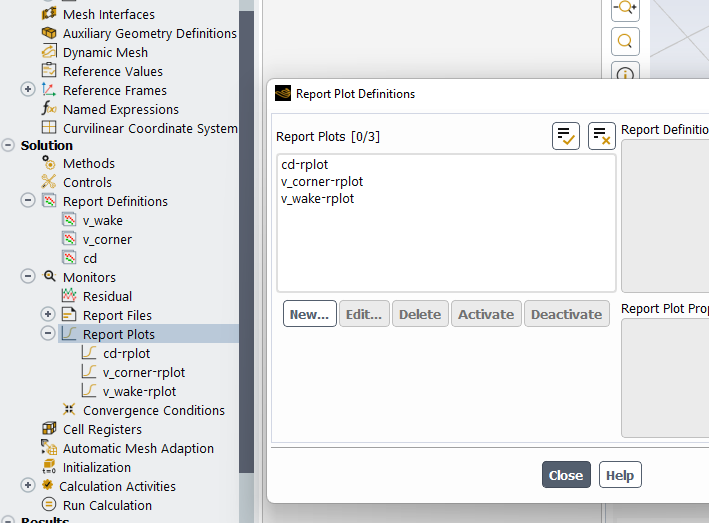 Mesh Interfaces
Auxiliary Geometry Definitions
Dynamic Mesh
Reference Values
Reference Frames
Named Expressions
Curvilinear Coordinate System
Solution
Methods
Controls
Report Definitions
v_wake
v_corner
cd
Monitors
Residual
Report Files
Report Plots
cd-rplot
v_corner-rplot
v_wake-rplot
Convergence Conditions
Cell Registers
Automatic Mesh Adaption
Initialization
Calculation Activities
Run Calculation
Results
Report Plot Definitions
Report Plots [0/3]
cd-rplot
v_corner-rplot
v_wake-rplot
New... Edit... Delete Activate Deactivate
Report Definitio
Report Plot Prop
Close Help